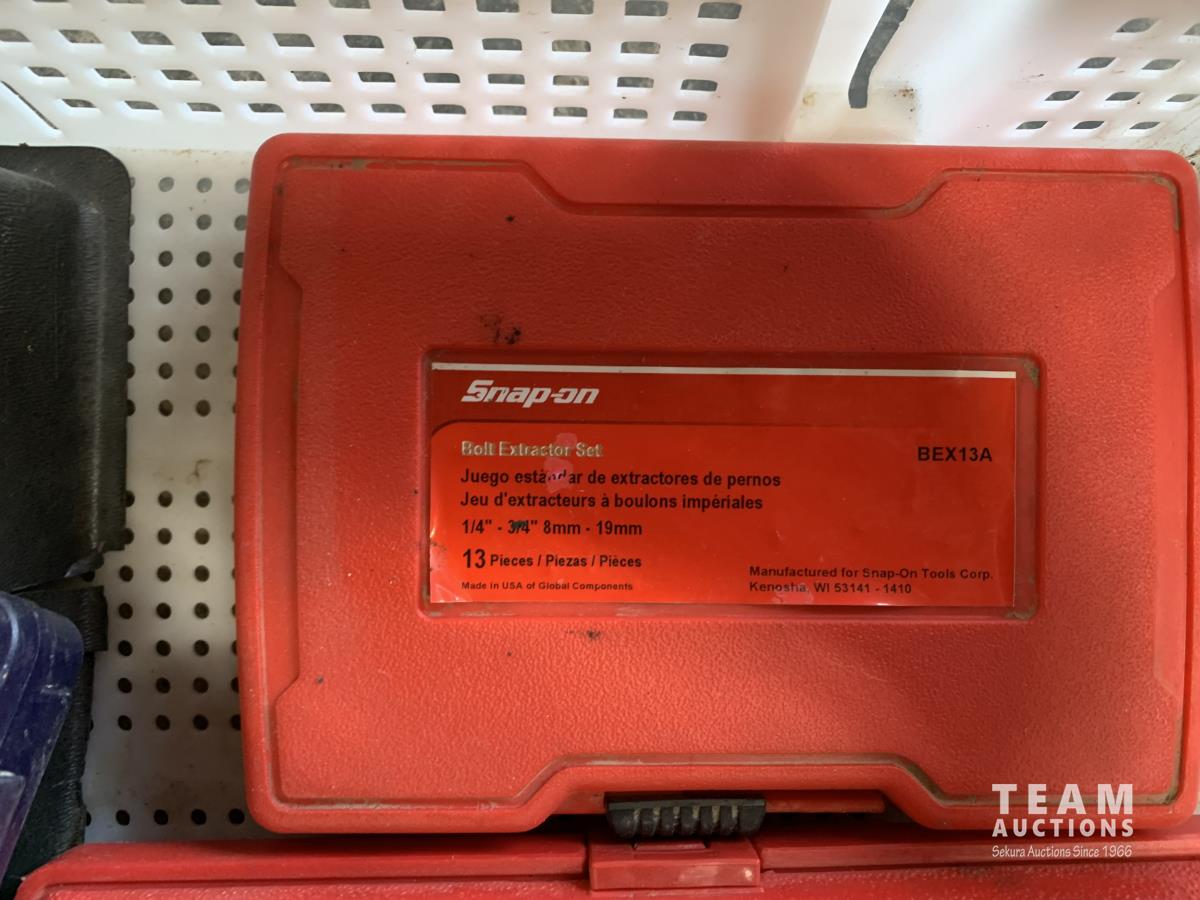 Snap-on
Bolt Extractor Set
BEX13A
Juego estándar de extractores de pernos
Jeu d'extracteurs à boulons impériales
1/4" - 3/4" 8mm - 19mm
13 Pieces / Piezas / Pièces
Made in USA of Global Components
Manufactured for Snap-On Tools Corp.
Kenosha, WI 53141 - 1410
TEAM
AUCTIONS
Sekura Auctions Since 1966